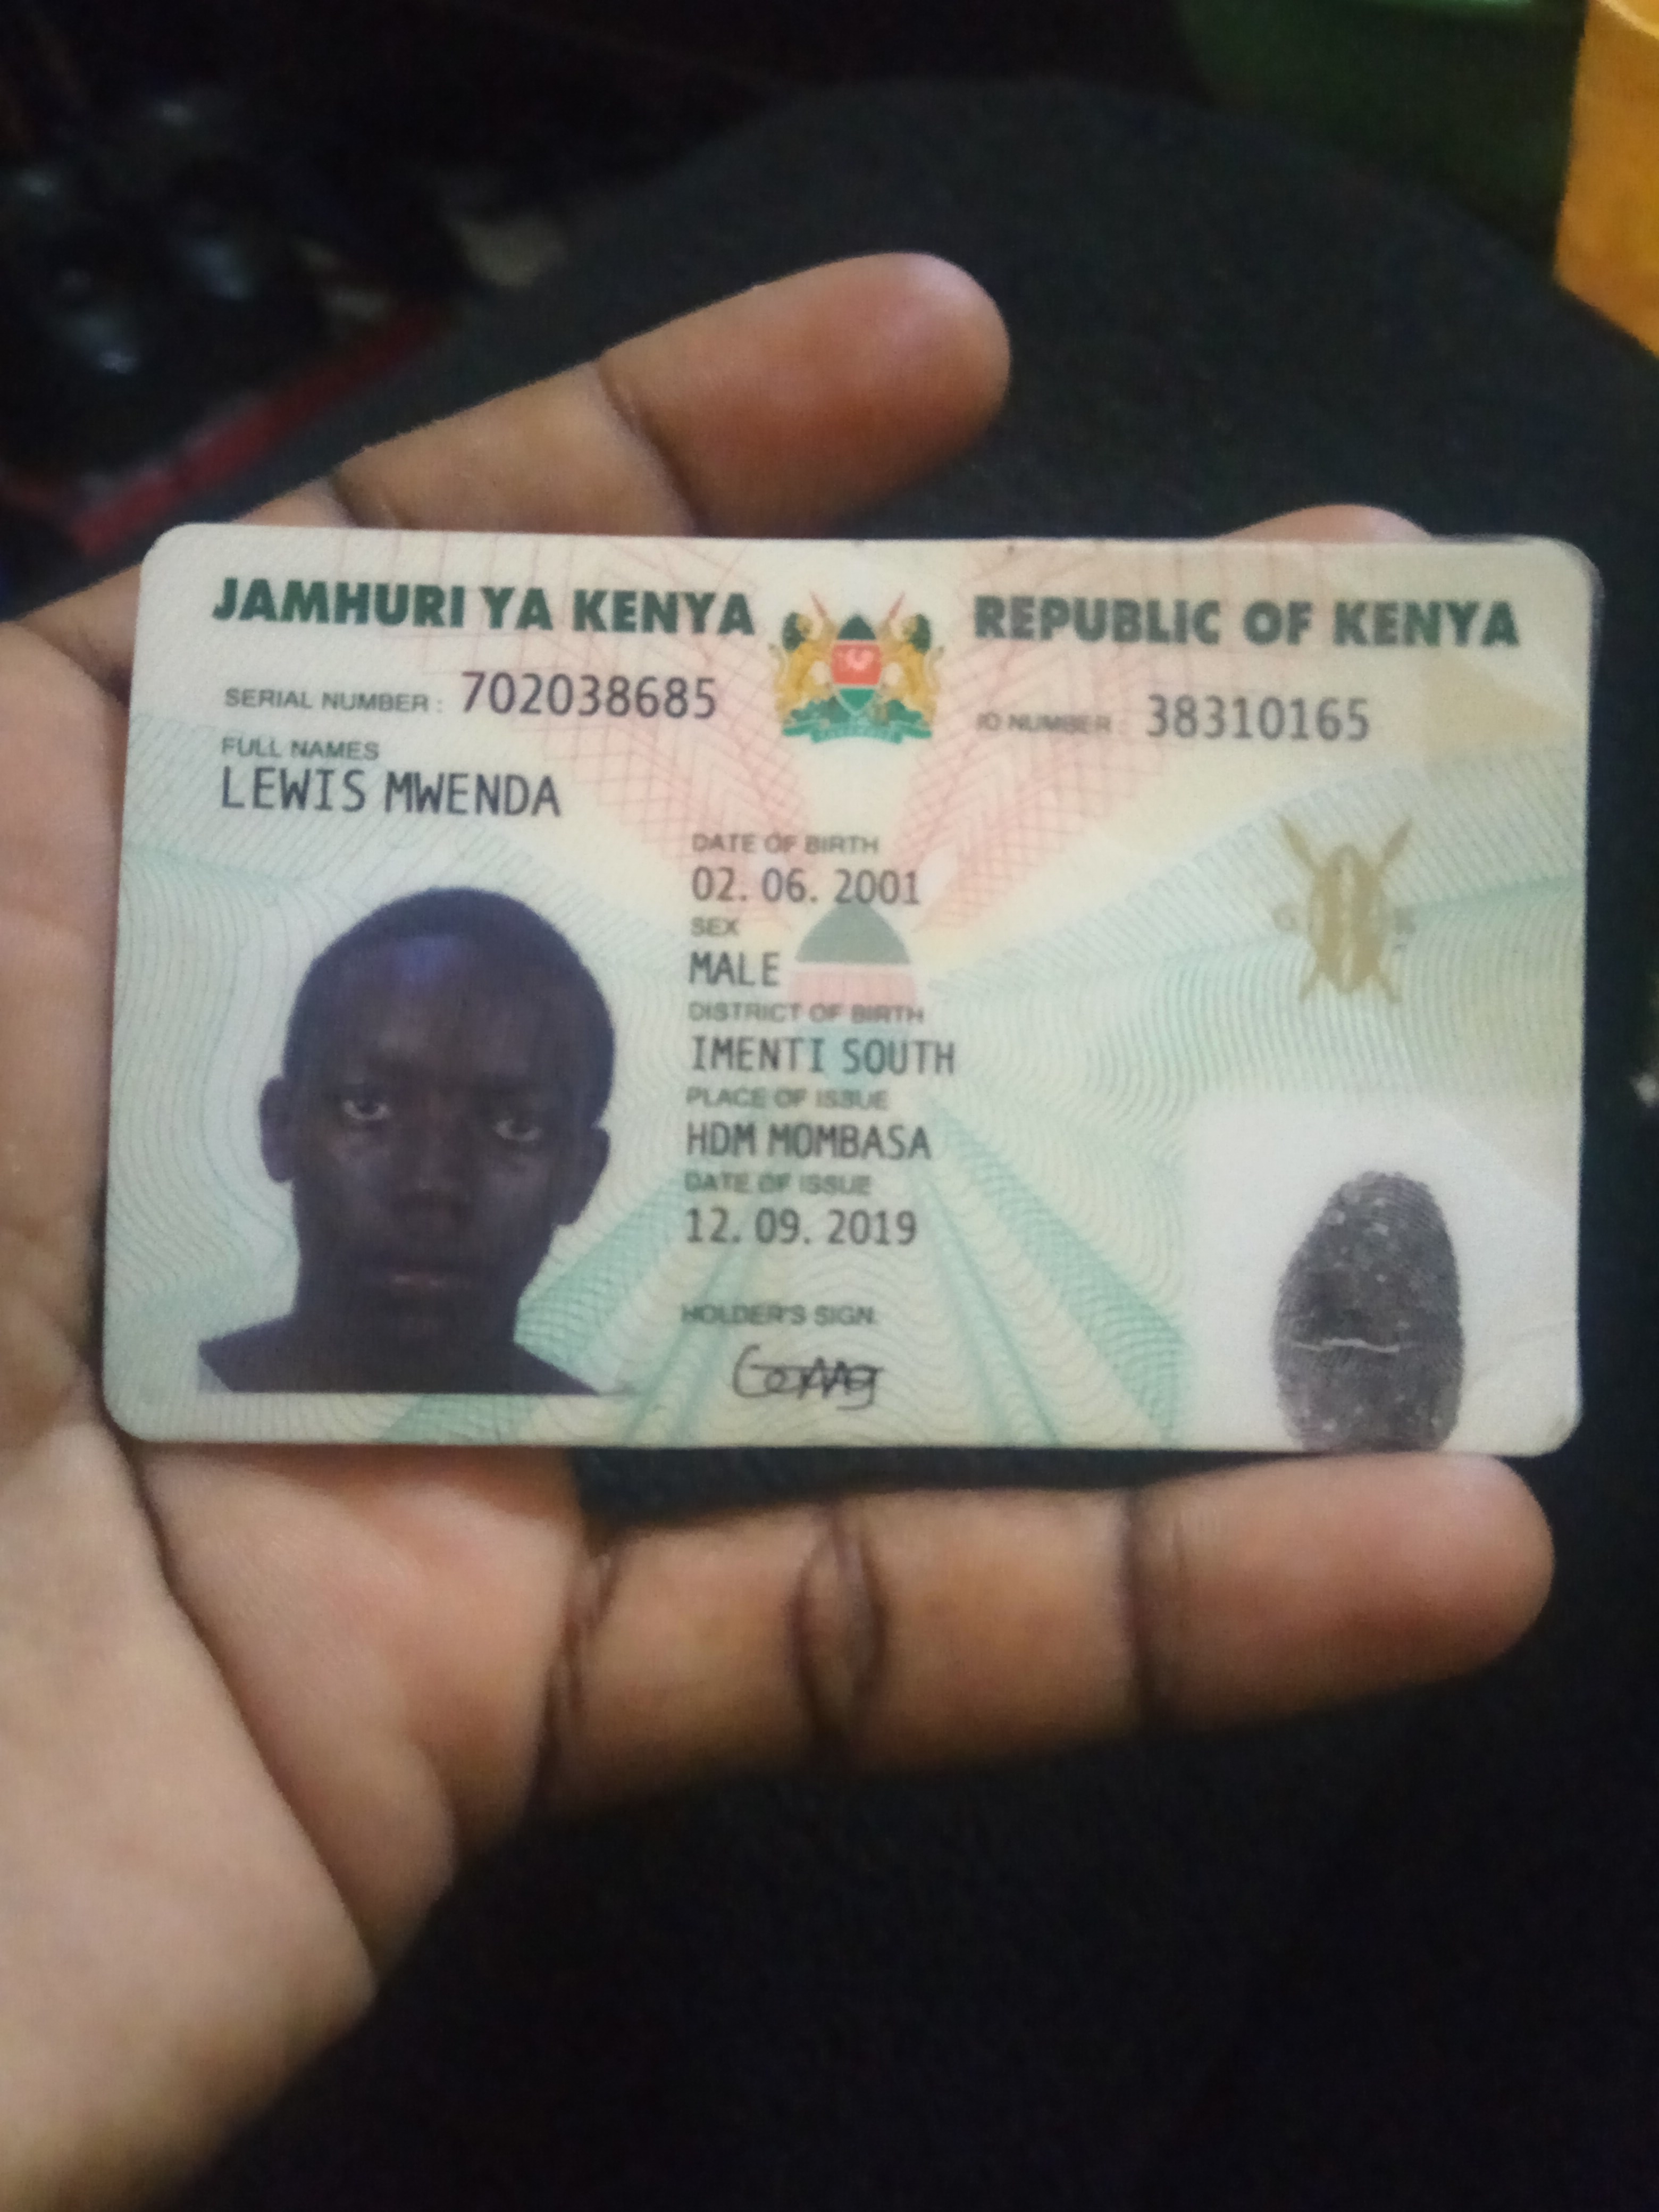 JAMHURI YA KENYA REPUBLIC OF KENYA
SERIAL NUMBER : 702038685 ID NUMBER : 38310165
FULL NAMES
LEWIS MWENDA
DATE OF BIRTH
02. 06. 2001
SEX
MALE
DISTRICT OF BIRTH
IMENTI SOUTH
PLACE OF ISSUE
HDM MOMBASA
DATE OF ISSUE
12. 09. 2019
HOLDER'S SIGN.
G K